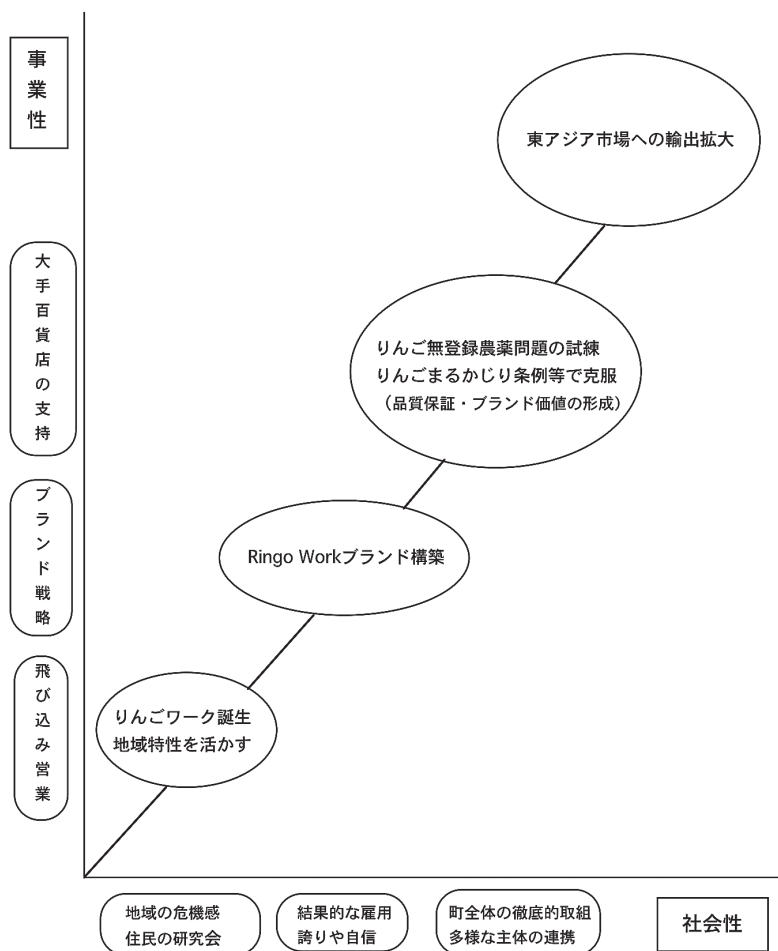 事業性
東アジア市場への輸出拡大
大手百貨店の支持
りんご無登録農薬問題の試練
りんごまるかじり条例等で克服
（品質保証・ブランド価値の形成）
ブランド戦略
Ringo Workブランド構築
飛び込み営業
りんごワーク誕生
地域特性を活かす
地域の危機感
住民の研究会
結果的な雇用
誇りや自信
町全体の徹底的取組
多様な主体の連携
社会性